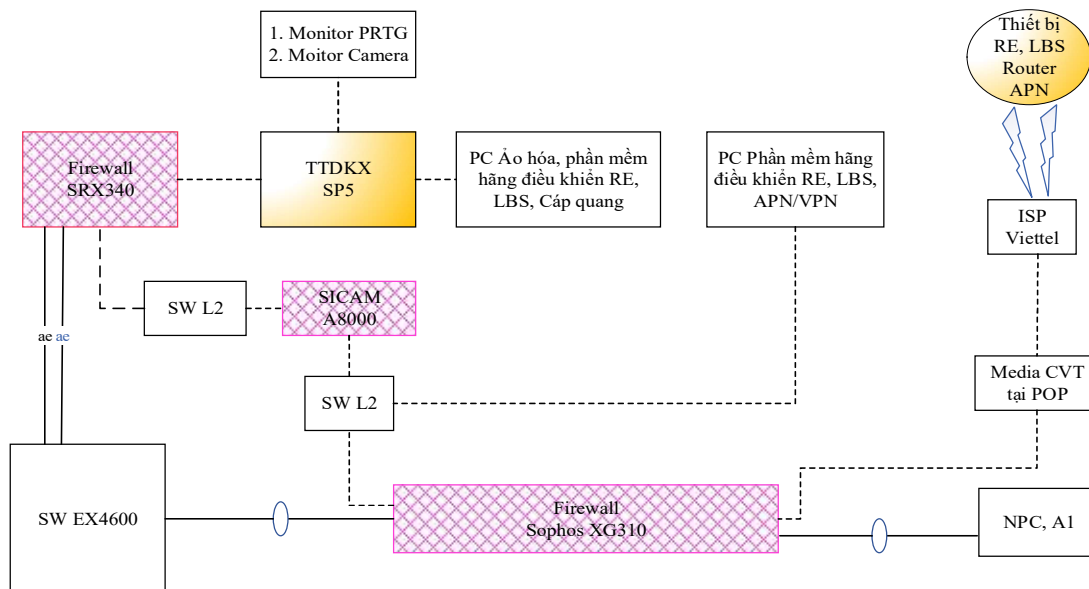 1. Monitor PRTG
2. Moitor Camera
Thiết bị
RE, LBS
Router
APN
Firewall
SRX340
TTDKX
SP5
PC Ảo hóa, phần mềm
hãng điều khiển RE,
LBS, Cáp quang
PC Phần mềm hãng
điều khiển RE, LBS,
APN/VPN
ISP
Viettel
SW L2
SICAM
A8000
ae ae
SW L2
Media CVT
tại POP
SW EX4600
Firewall
Sophos XG310
NPC, A1